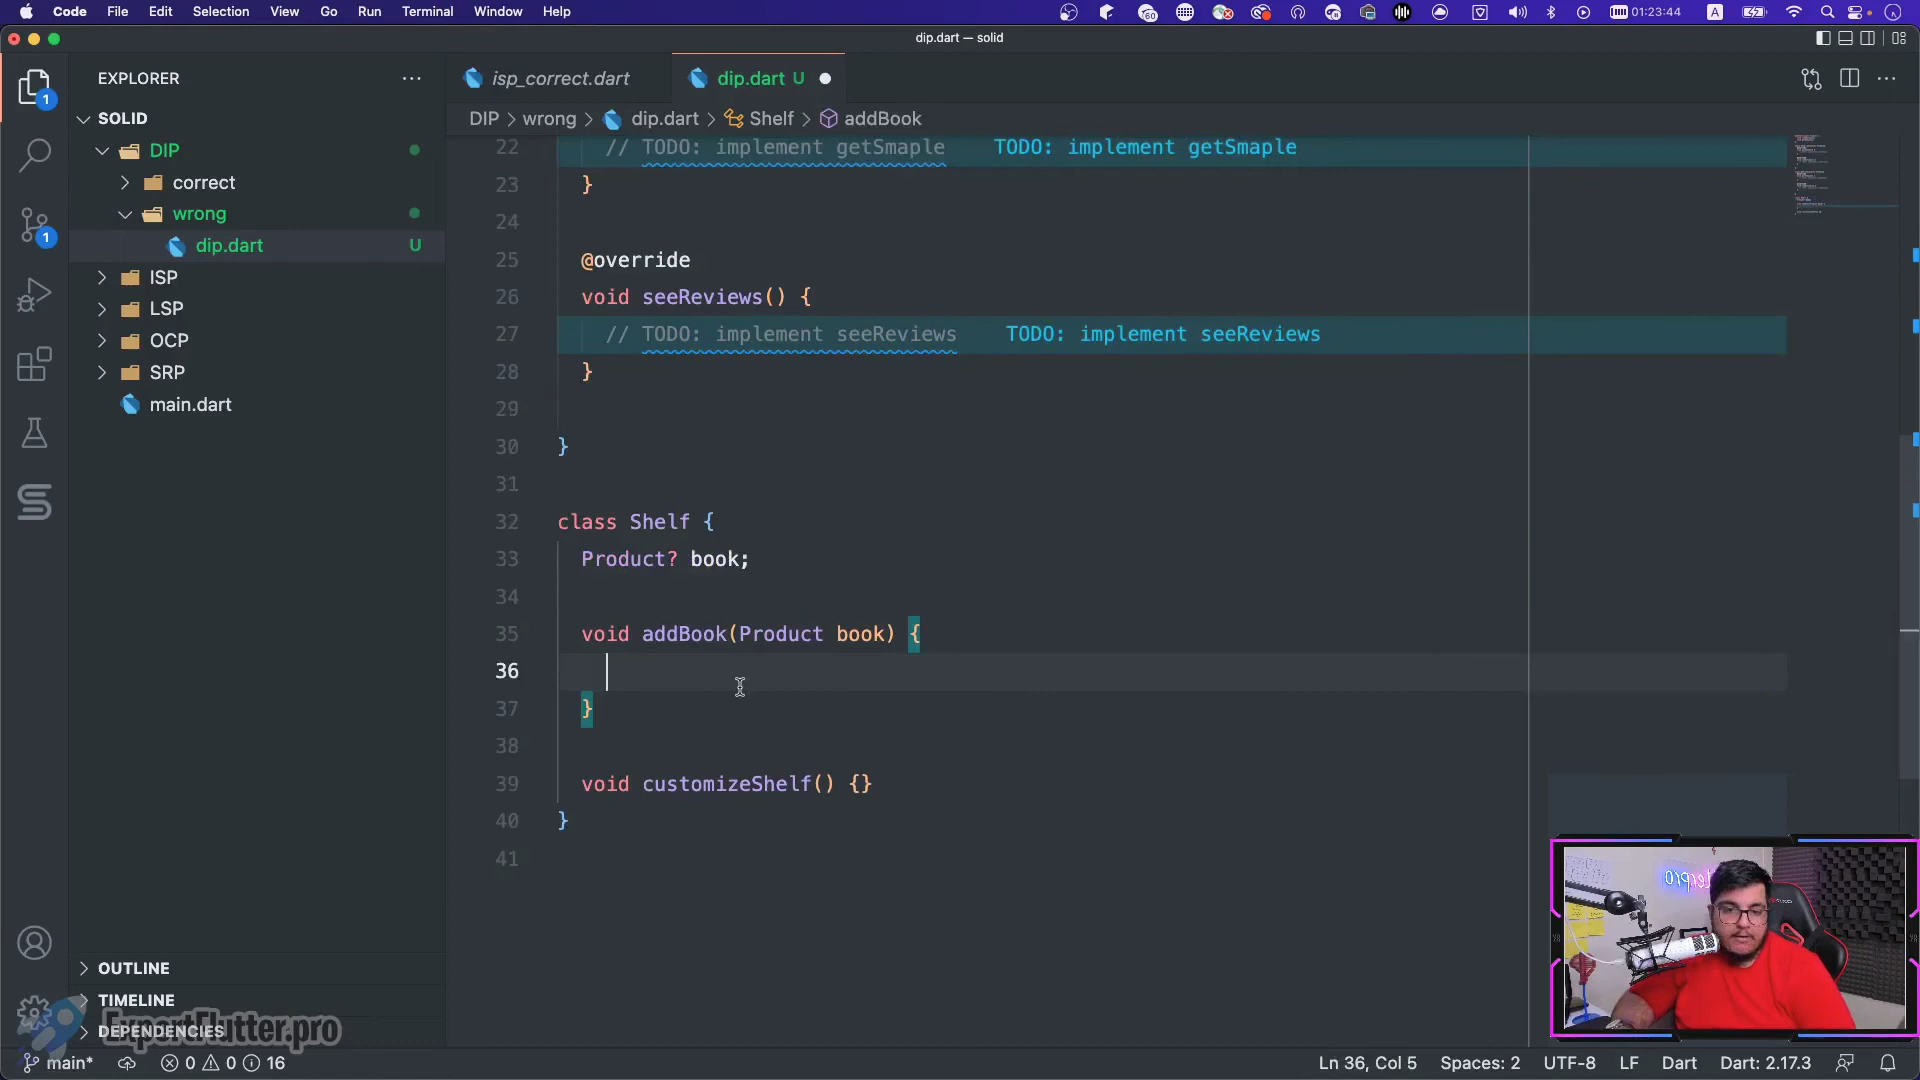 Code File Edit Selection View Go Run Terminal Window Help
60
01:23:44
A
dip.dart — solid
EXPLORER
isp_correct.dart
dip.dart U
SOLID
DIP > wrong > dip.dart > Shelf > addBook
DIP
correct
wrong
dip.dart U
ISP
LSP
OCP
SRP
main.dart
1
1
22 // TODO: implement getSmaple TODO: implement getSmaple
23 }
24
25 @override
26 void seeReviews() {
27 // TODO: implement seeReviews TODO: implement seeReviews
28 }
29
30 }
31
32 class Shelf {
33 Product? book;
34
35 void addBook(Product book) {
36
37 }
38
39 void customizeShelf() {}
40 }
41
OUTLINE
TIMELINE
DEPENDENCIES
ExpertFlutter.pro
main* 0 0 16
Ln 36, Col 5 Spaces: 2 UTF-8 LF Dart Dart: 2.17.3